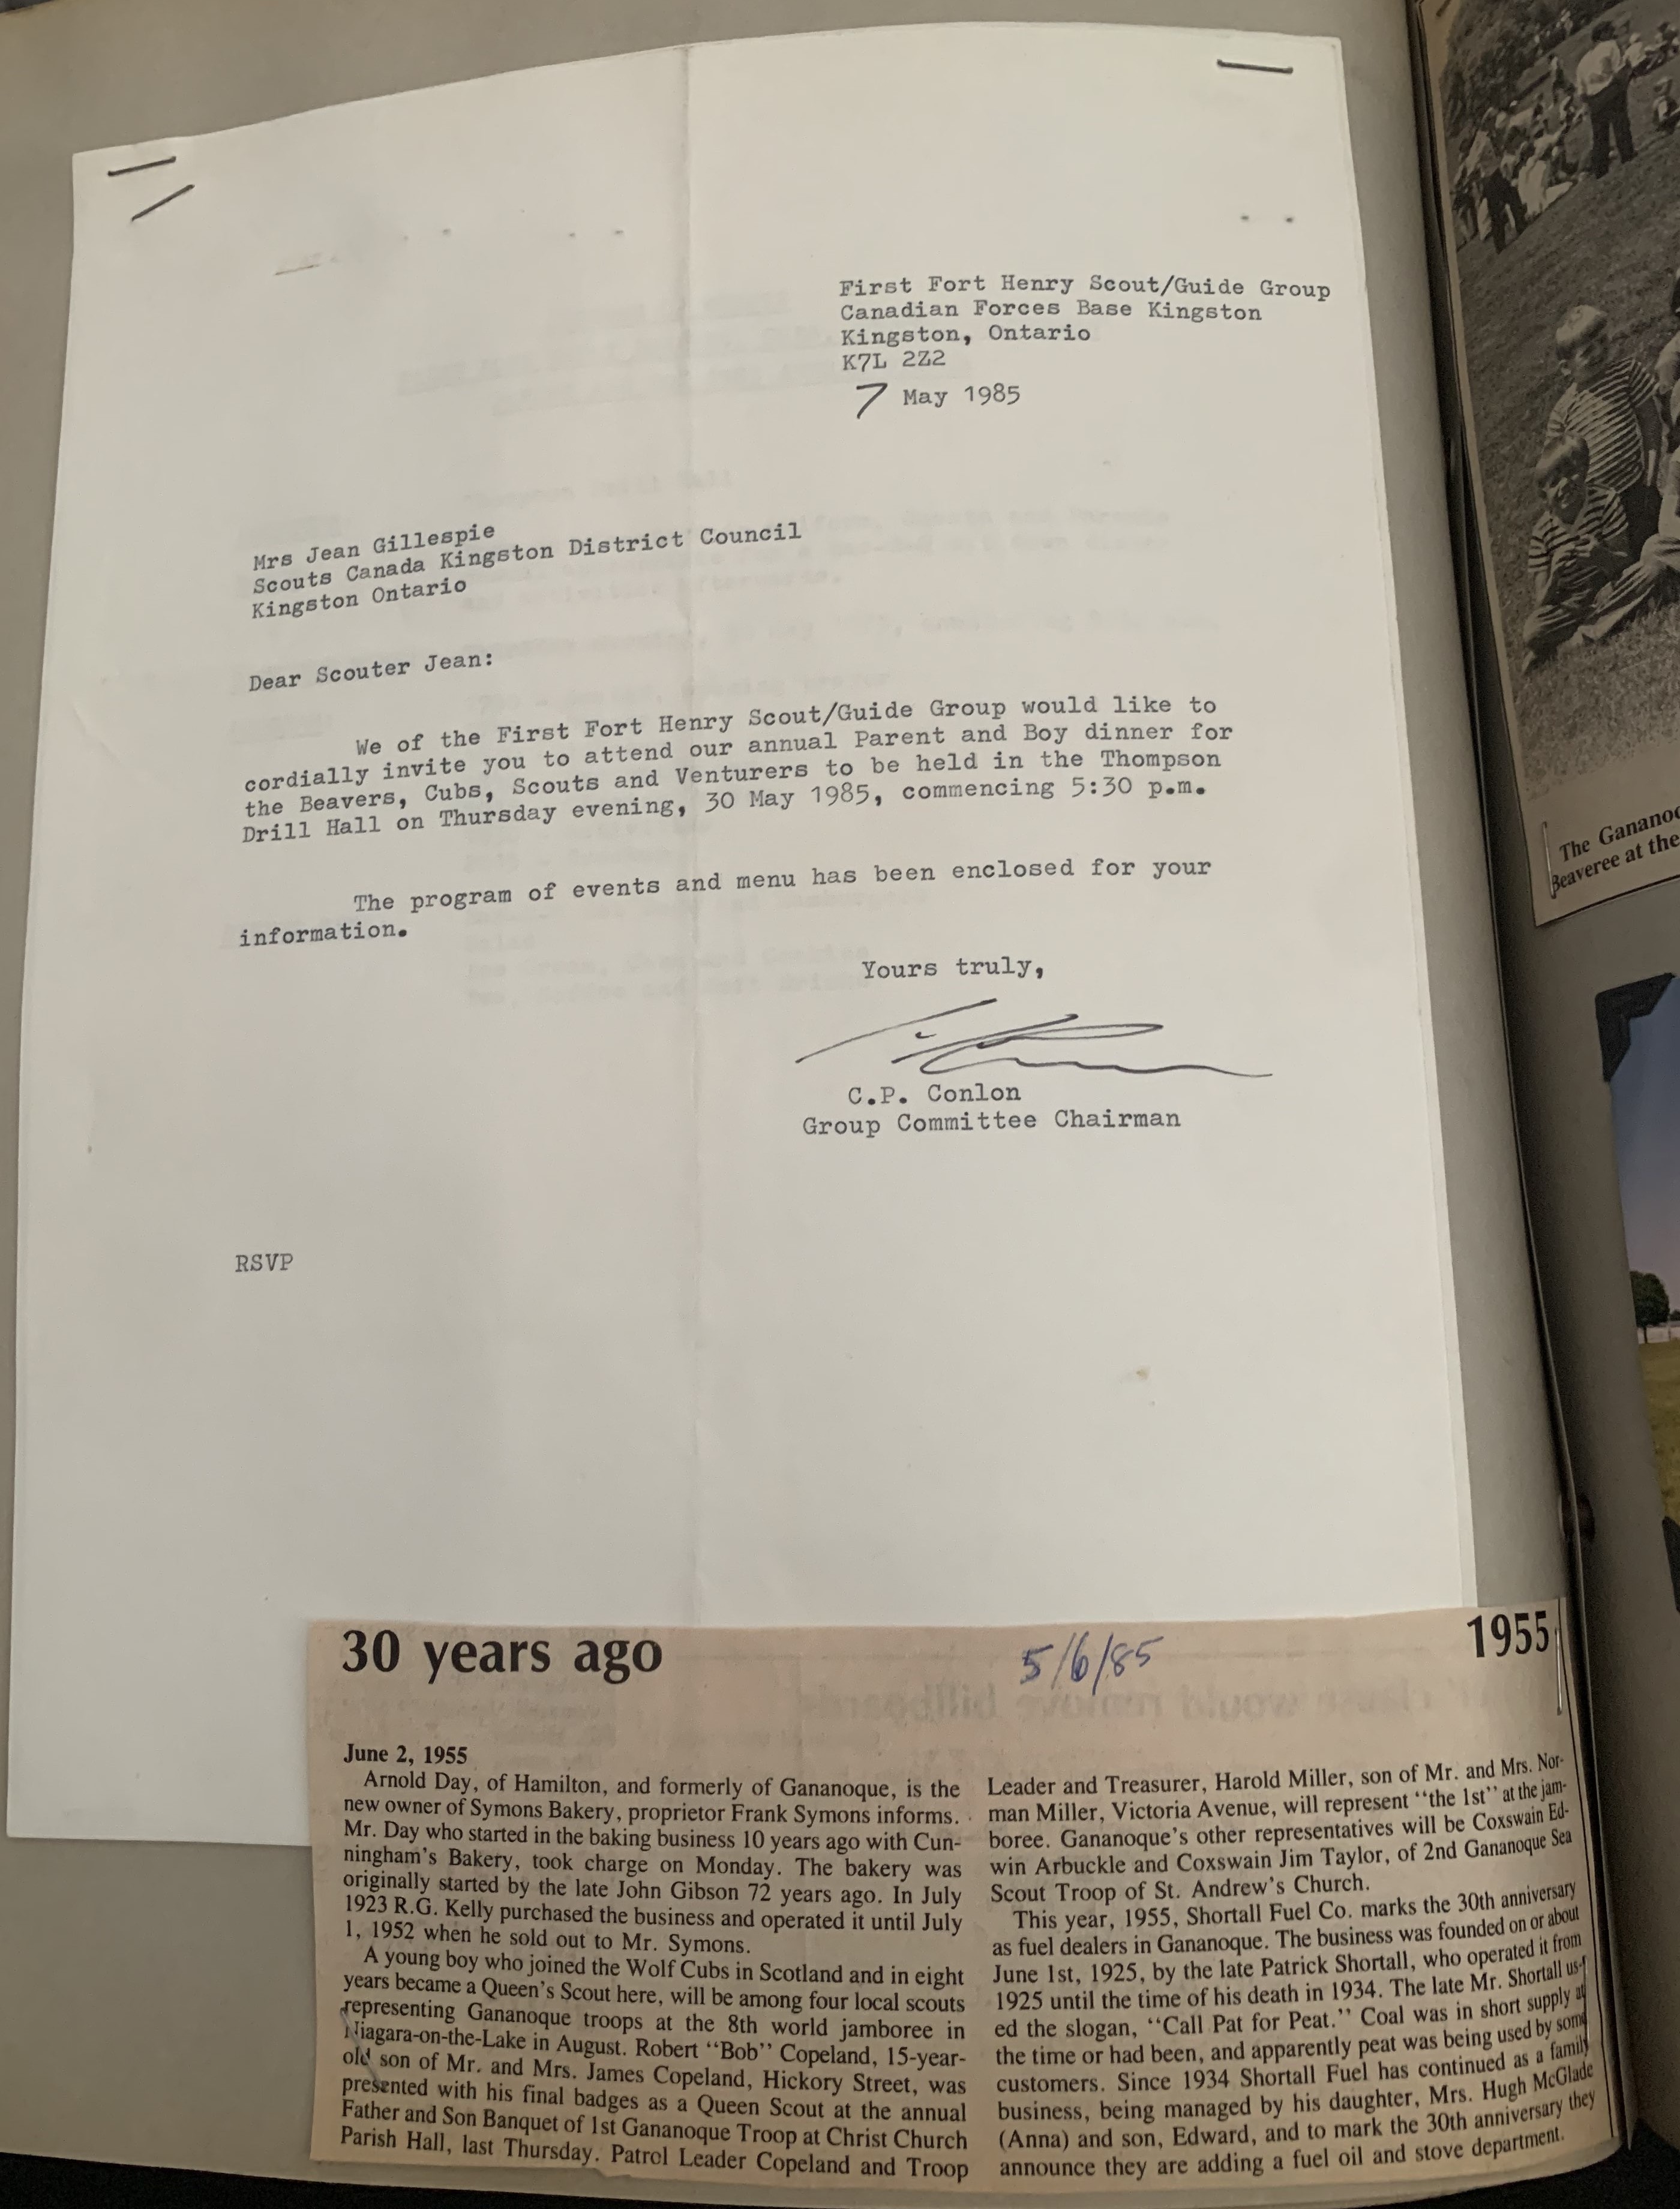 First Fort Henry Scout/Guide Group
Canadian Forces Base Kingston
Kingston, Ontario
K7L 2Z2
7 May 1985
Mrs Jean Gillespie
Scouts Canada Kingston District Council
Kingston Ontario
Dear Scouter Jean:
We of the First Fort Henry Scout/Guide Group would like to
cordially invite you to attend our annual Parent and Boy dinner for
the Beavers, Cubs, Scouts and Venturers to be held in the Thompson
Drill Hall on Thursday evening, 30 May 1985, commencing 5:30 p.m.
The program of events and menu has been enclosed for your
information.
Yours truly,
C.P. Conlon
Group Committee Chairman
RSVP
30 years ago
5/6/85
1955
June 2, 1955
Arnold Day, of Hamilton, and formerly of Gananoque, is the
new owner of Symons Bakery, proprietor Frank Symons informs.
Mr. Day who started in the baking business 10 years ago with Cun-
ningham's Bakery, took charge on Monday. The bakery was
originally started by the late John Gibson 72 years ago. In July
1923 R.G. Kelly purchased the business and operated it until July
1, 1952 when he sold out to Mr. Symons.
A young boy who joined the Wolf Cubs in Scotland and in eight
years became a Queen's Scout here, will be among four local scouts
representing Gananoque troops at the 8th world jamboree in
Niagara-on-the-Lake in August. Robert "Bob" Copeland, 15-year-
old son of Mr. and Mrs. James Copeland, Hickory Street, was
presented with his final badges as a Queen Scout at the annual
Father and Son Banquet of 1st Gananoque Troop at Christ Church
Parish Hall, last Thursday. Patrol Leader Copeland and Troop
Leader and Treasurer, Harold Miller, son of Mr. and Mrs. Nor-
man Miller, Victoria Avenue, will represent "the 1st" at the jam-
boree. Gananoque's other representatives will be Coxswain Ed-
win Arbuckle and Coxswain Jim Taylor, of 2nd Gananoque Sea
Scout Troop of St. Andrew's Church.
This year, 1955, Shortall Fuel Co. marks the 30th anniversary
as fuel dealers in Gananoque. The business was founded on or about
June 1st, 1925, by the late Patrick Shortall, who operated it from
1925 until the time of his death in 1934. The late Mr. Shortall us-
ed the slogan, "Call Pat for Peat." Coal was in short supply at
the time or had been, and apparently peat was being used by some
customers. Since 1934 Shortall Fuel has continued as a family
business, being managed by his daughter, Mrs. Hugh McGlade
(Anna) and son, Edward, and to mark the 30th anniversary they
announce they are adding a fuel oil and stove department.
The Gananoq
Beaveree at the